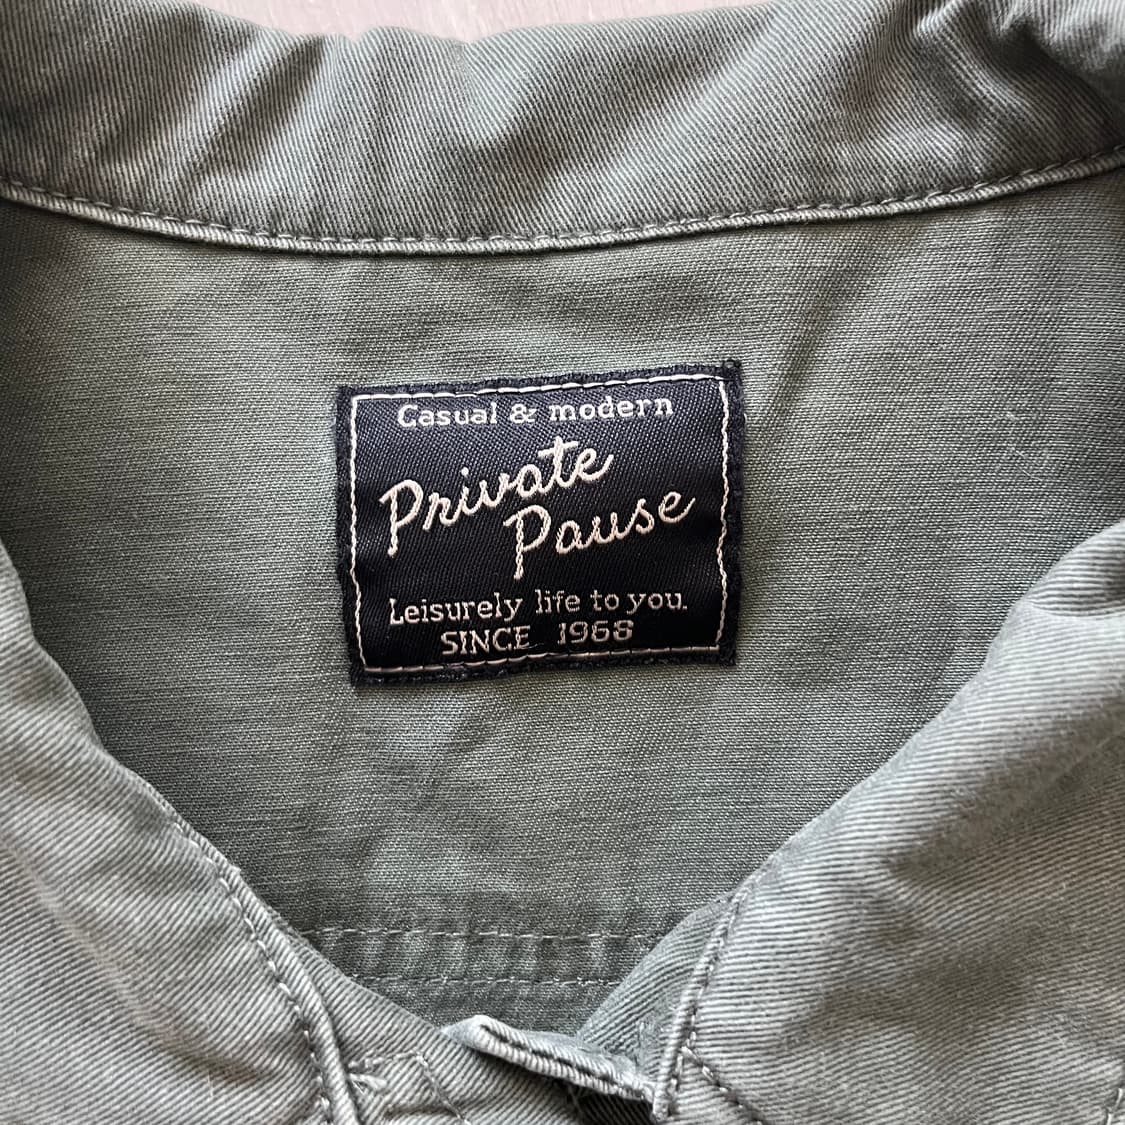 Casual & modern
Private
Pause
Leisurely life to you.
SINCE 1968